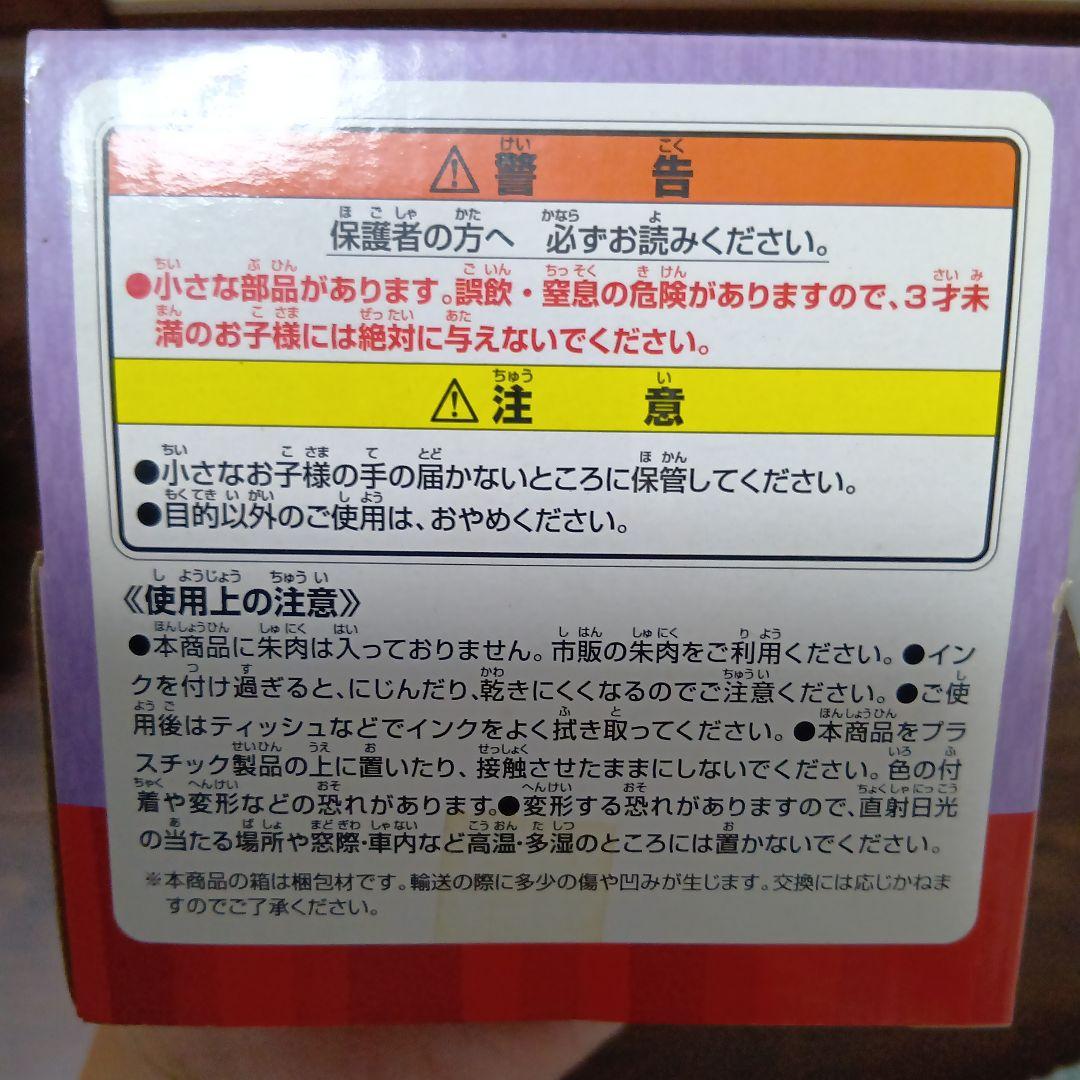 ⚠警告
保護者の方へ 必ずお読みください。
●小さな部品があります。誤飲・窒息の危険がありますので、3才未
満のお子様には絶対に与えないでください。
⚠注意
●小さなお子様の手の届かないところに保管してください。
●目的以外のご使用は、おやめください。
《使用上の注意》
●本商品に朱肉は入っておりません。市販の朱肉をご利用ください。●イン
クを付け過ぎると、にじんだり、乾きにくくなるのでご注意ください。●ご使
用後はティッシュなどでインクをよく拭き取ってください。●本商品をプラ
スチック製品の上に置いたり、接触させたままにしないでください。色の付
着や変形などの恐れがあります。●変形する恐れがありますので、直射日光
の当たる場所や窓際・車内など高温・多湿のところには置かないでください。
※本商品の箱は梱包材です。輸送の際に多少の傷や凹みが生じます。交換には応じかねま
すのでご了承ください。